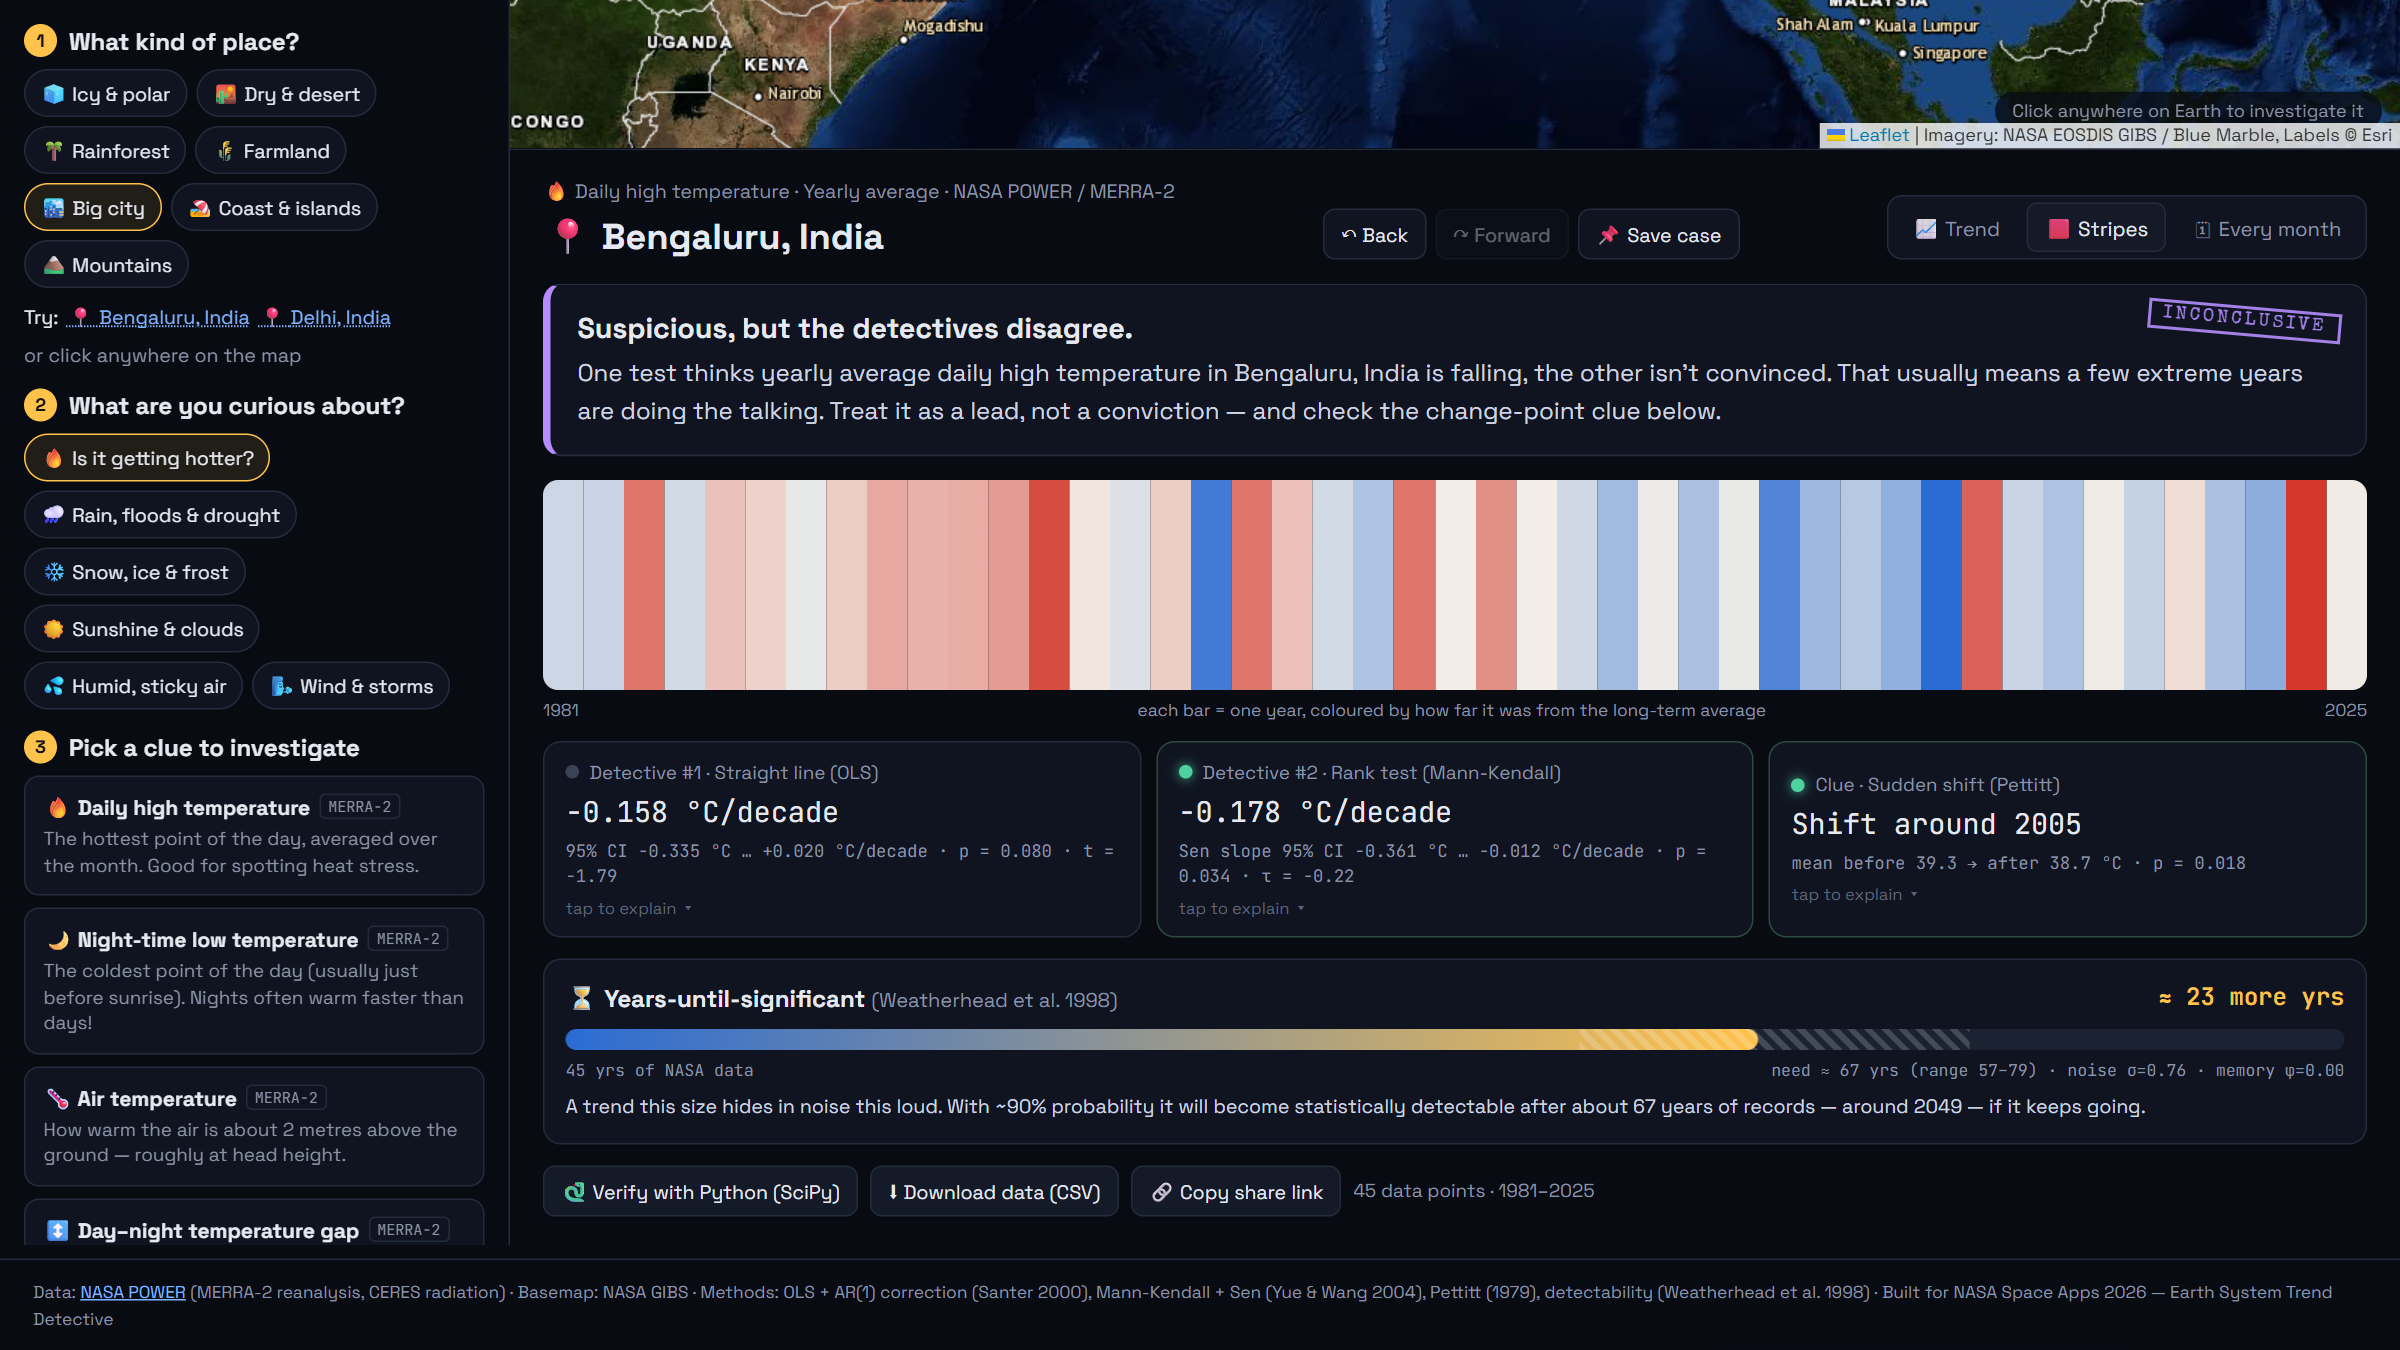 1 What kind of place?
Icy & polar
Dry & desert
Rainforest
Farmland
Big city
Coast & islands
Mountains
Try: Bengaluru, India Delhi, India
or click anywhere on the map
2 What are you curious about?
Is it getting hotter?
Rain, floods & drought
Snow, ice & frost
Sunshine & clouds
Humid, sticky air
Wind & storms
3 Pick a clue to investigate
Daily high temperature MERRA-2
The hottest point of the day, averaged over
the month. Good for spotting heat stress.
Night-time low temperature MERRA-2
The coldest point of the day (usually just
before sunrise). Nights often warm faster than
days!
Air temperature MERRA-2
How warm the air is about 2 metres above the
ground — roughly at head height.
Day–night temperature gap MERRA-2
Mogadishu
UGANDA
KENYA
Nairobi
CONGO
MALAYSIA
Shah Alam Kuala Lumpur
Singapore
Click anywhere on Earth to investigate it
Leaflet | Imagery: NASA EOSDIS GIBS / Blue Marble, Labels © Esri
Daily high temperature · Yearly average · NASA POWER / MERRA-2
Bengaluru, India
↶ Back
↷ Forward
Save case
Trend
Stripes
Every month
INCONCLUSIVE
Suspicious, but the detectives disagree.
One test thinks yearly average daily high temperature in Bengaluru, India is falling, the other isn't convinced. That usually means a few extreme years
are doing the talking. Treat it as a lead, not a conviction — and check the change-point clue below.
1981
each bar = one year, coloured by how far it was from the long-term average
2025
Detective #1 · Straight line (OLS)
-0.158 °C/decade
95% CI -0.335 °C … +0.020 °C/decade · p = 0.080 · t =
-1.79
tap to explain ▾
Detective #2 · Rank test (Mann-Kendall)
-0.178 °C/decade
Sen slope 95% CI -0.361 °C … -0.012 °C/decade · p =
0.034 · τ = -0.22
tap to explain ▾
Clue · Sudden shift (Pettitt)
Shift around 2005
mean before 39.3 → after 38.7 °C · p = 0.018
tap to explain ▾
Years-until-significant (Weatherhead et al. 1998)
≈ 23 more yrs
45 yrs of NASA data
need ≈ 67 yrs (range 57–79) · noise σ=0.76 · memory φ=0.00
A trend this size hides in noise this loud. With ~90% probability it will become statistically detectable after about 67 years of records — around 2049 — if it keeps going.
Verify with Python (SciPy)
⬇ Download data (CSV)
Copy share link
45 data points · 1981–2025
Data: NASA POWER (MERRA-2 reanalysis, CERES radiation) · Basemap: NASA GIBS · Methods: OLS + AR(1) correction (Santer 2000), Mann-Kendall + Sen (Yue & Wang 2004), Pettitt (1979), detectability (Weatherhead et al. 1998) · Built for NASA Space Apps 2026 — Earth System Trend
Detective